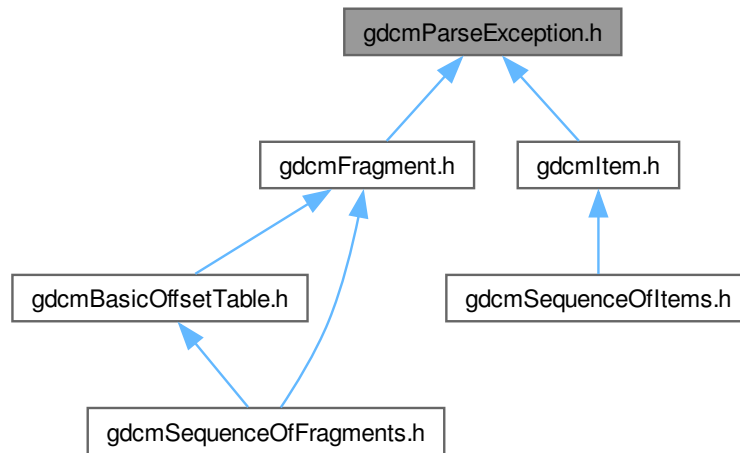 gdcmParseException.h
gdcmFragment.h
gdcmItem.h
gdcmBasicOffsetTable.h
gdcmSequenceOfItems.h
gdcmSequenceOfFragments.h